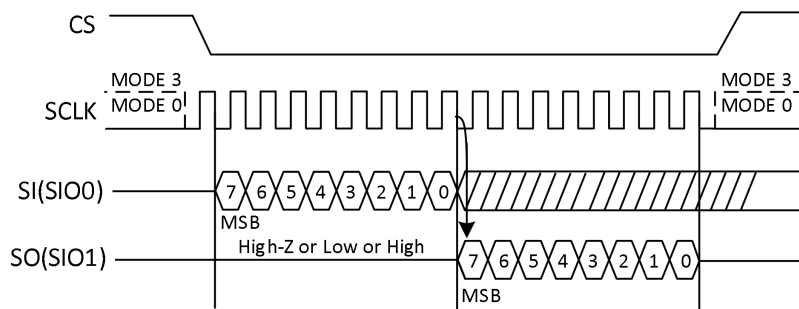 CS
MODE 3 MODE 3
SCLK MODE 0 MODE 0
SI(SIO0) 7 6 5 4 3 2 1 0
MSB
High-Z or Low or High
SO(SIO1) 7 6 5 4 3 2 1 0
MSB